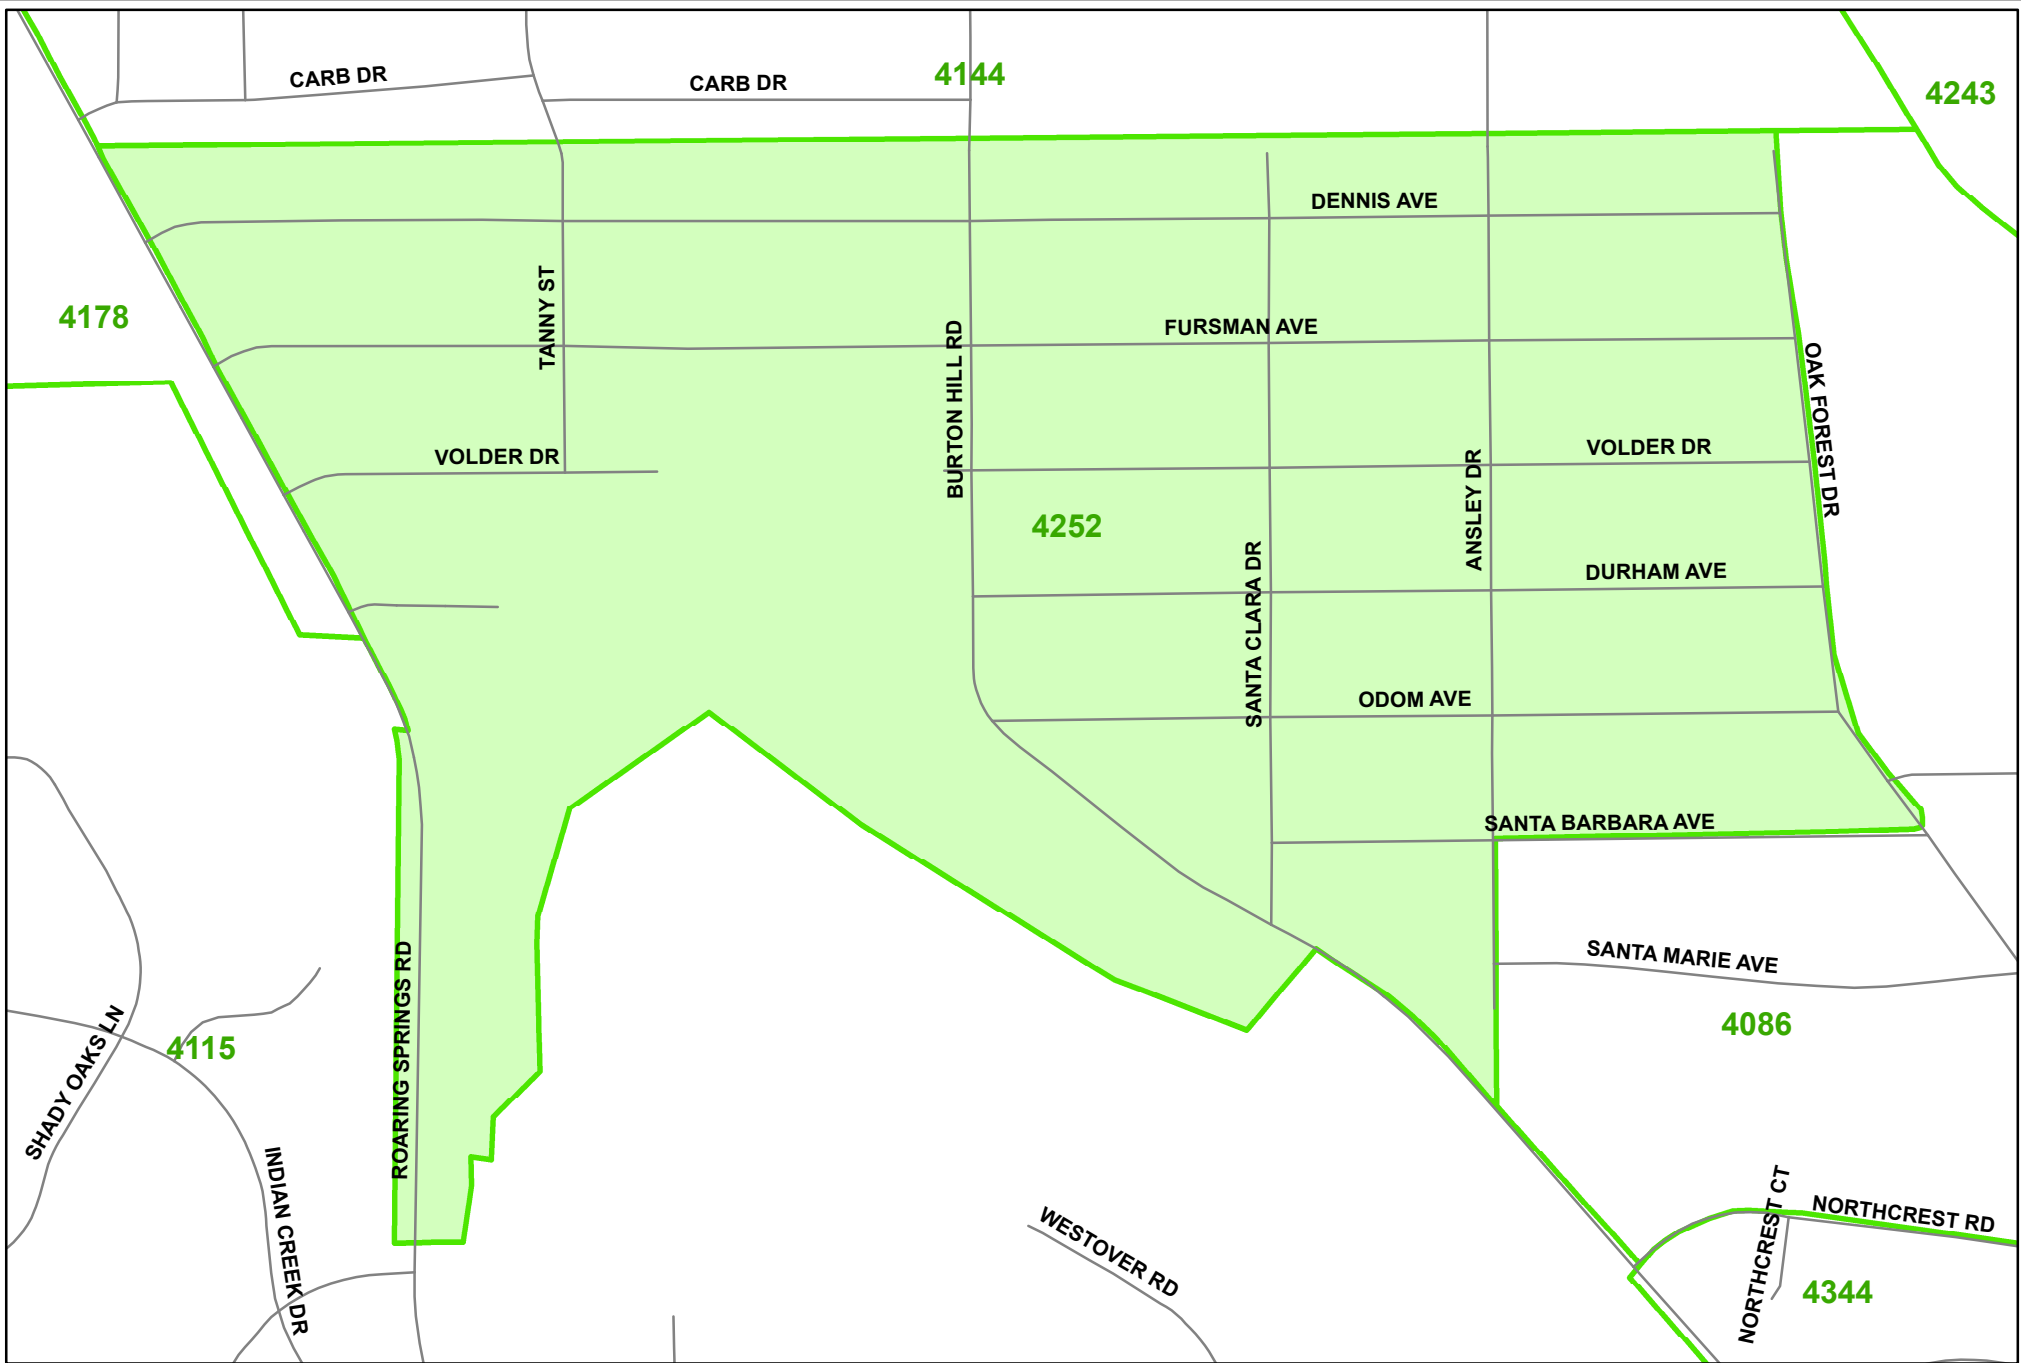 CARB DR
CARB DR
4144
4243
DENNIS AVE
4178
TANNY ST
BURTON HILL RD
FURSMAN AVE
OAK FOREST DR
VOLDER DR
VOLDER DR
ANSLEY DR
4252
SANTA CLARA DR
DURHAM AVE
ODOM AVE
SANTA BARBARA AVE
SANTA MARIE AVE
ROARING SPRINGS RD
SHADY OAKS LN
4115
4086
INDIAN CREEK DR
WESTOVER RD
NORTHCREST CT
NORTHCREST RD
4344